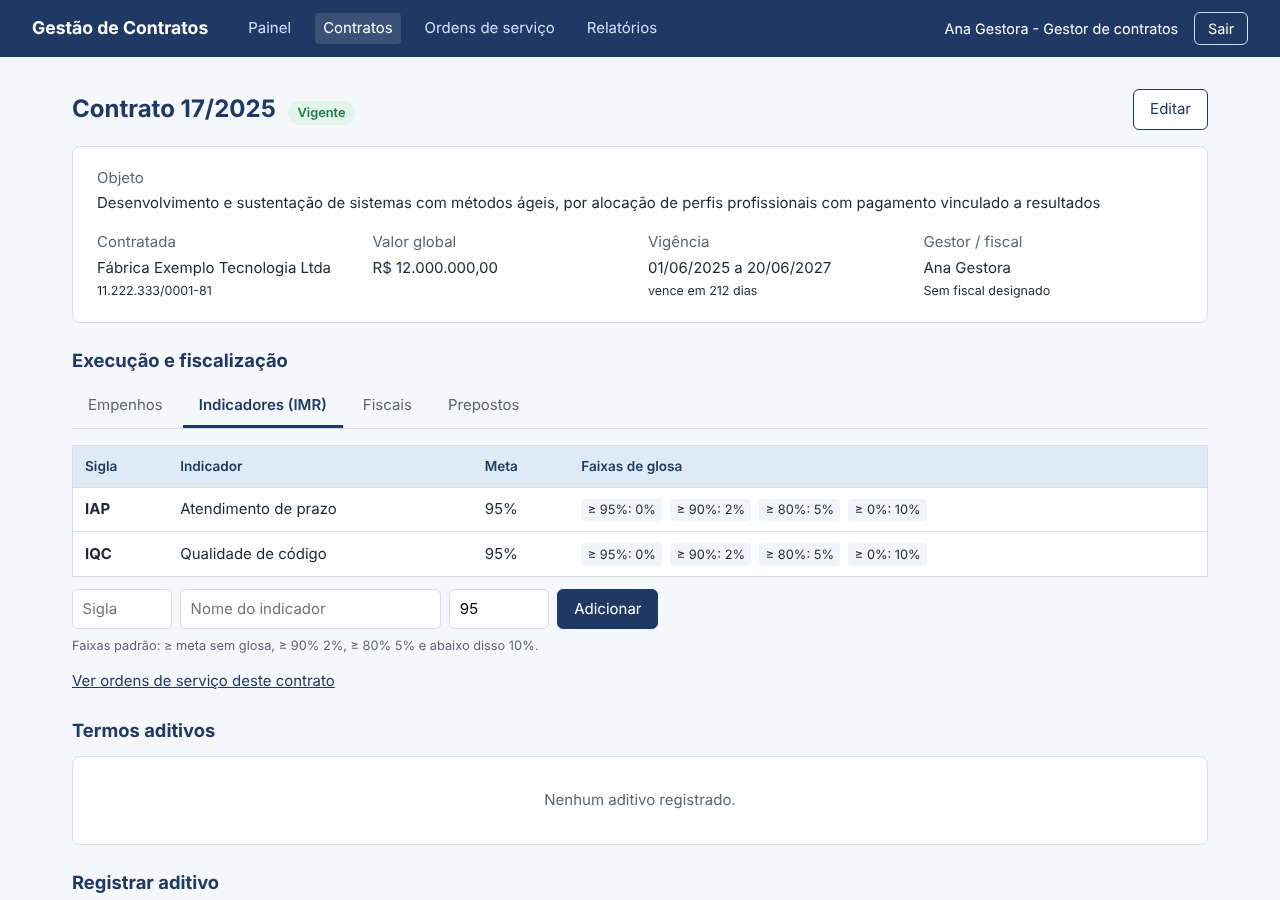 Gestão de Contratos Painel Contratos Ordens de serviço Relatórios Ana Gestora - Gestor de contratos Sair
Contrato 17/2025 Vigente Editar
Objeto
Desenvolvimento e sustentação de sistemas com métodos ágeis, por alocação de perfis profissionais com pagamento vinculado a resultados
Contratada Valor global Vigência Gestor / fiscal
Fábrica Exemplo Tecnologia Ltda R$ 12.000.000,00 01/06/2025 a 20/06/2027 Ana Gestora
11.222.333/0001-81 vence em 212 dias Sem fiscal designado
Execução e fiscalização
Empenhos Indicadores (IMR) Fiscais Prepostos
Sigla Indicador Meta Faixas de glosa
IAP Atendimento de prazo 95% ≥ 95%: 0% ≥ 90%: 2% ≥ 80%: 5% ≥ 0%: 10%
IQC Qualidade de código 95% ≥ 95%: 0% ≥ 90%: 2% ≥ 80%: 5% ≥ 0%: 10%
Sigla Nome do indicador 95 Adicionar
Faixas padrão: ≥ meta sem glosa, ≥ 90% 2%, ≥ 80% 5% e abaixo disso 10%.
Ver ordens de serviço deste contrato
Termos aditivos
Nenhum aditivo registrado.
Registrar aditivo